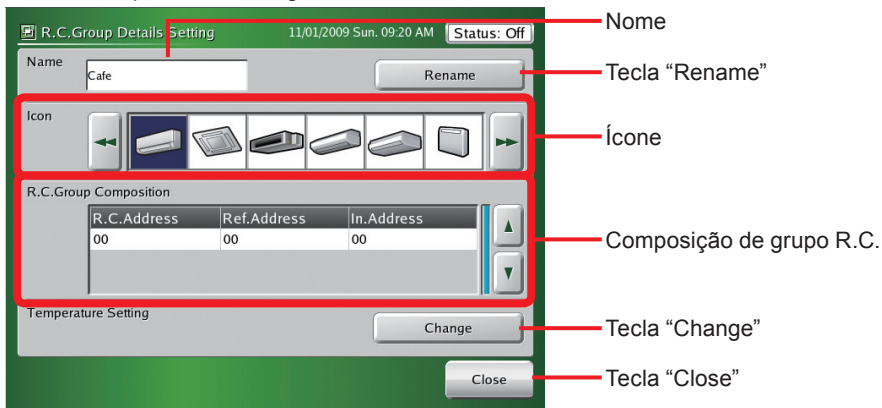 R.C.Group Details Setting 11/01/2009 Sun. 09:20 AM Status: Off
Nome
Name
Cafe
Rename
Tecla “Rename”
Icon
Ícone
R.C.Group Composition
R.C.Address Ref.Address In.Address
00 00 00
Composição de grupo R.C.
Temperature Setting
Change
Tecla “Change”
Close
Tecla “Close”